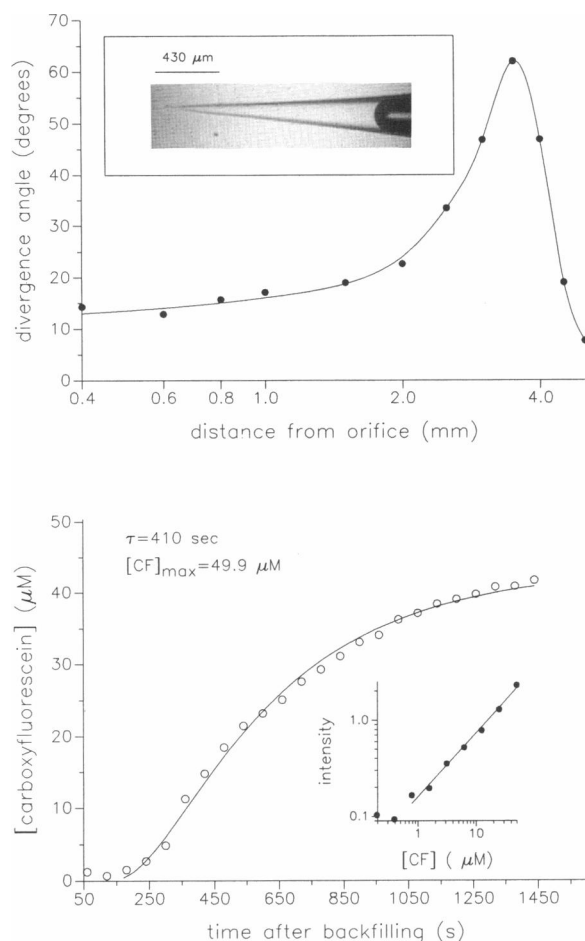 70
430 μm
60
50
40
30
20
10
0
divergence angle (degrees)
0.4 0.6 0.8 1.0 2.0 4.0
distance from orifice (mm)
50
τ=410 sec
[CF]max=49.9 μM
40
30
20
10
0
[carboxyfluorescein] (μM)
1.0
0.1
intensity
1 10
[CF] ( μM)
50 250 450 650 850 1050 1250 1450
time after backfilling (s)